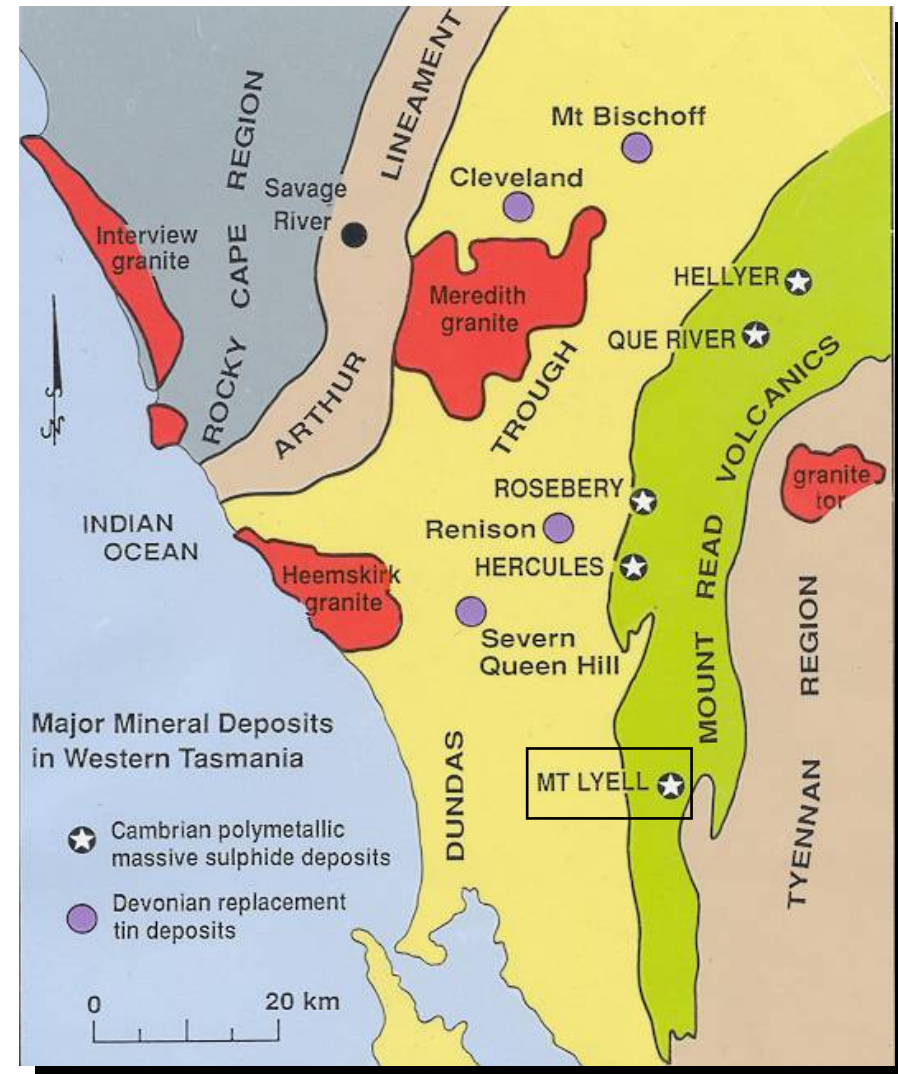 LINEAMENT
Mt Bischoff
ROCKY CAPE REGION
Cleveland
Savage
River
Interview
granite
HELLYER
Meredith
granite
QUE RIVER
ARTHUR
TROUGH
MOUNT READ VOLCANICS
granite
tor
ROSEBERY
Renison
INDIAN
OCEAN
HERCULES
Heemskirk
granite
Severn
Queen Hill
TYENNAN REGION
Major Mineral Deposits
in Western Tasmania
DUNDAS
MT LYELL
Cambrian polymetallic
massive sulphide deposits
Devonian replacement
tin deposits
0 20 km